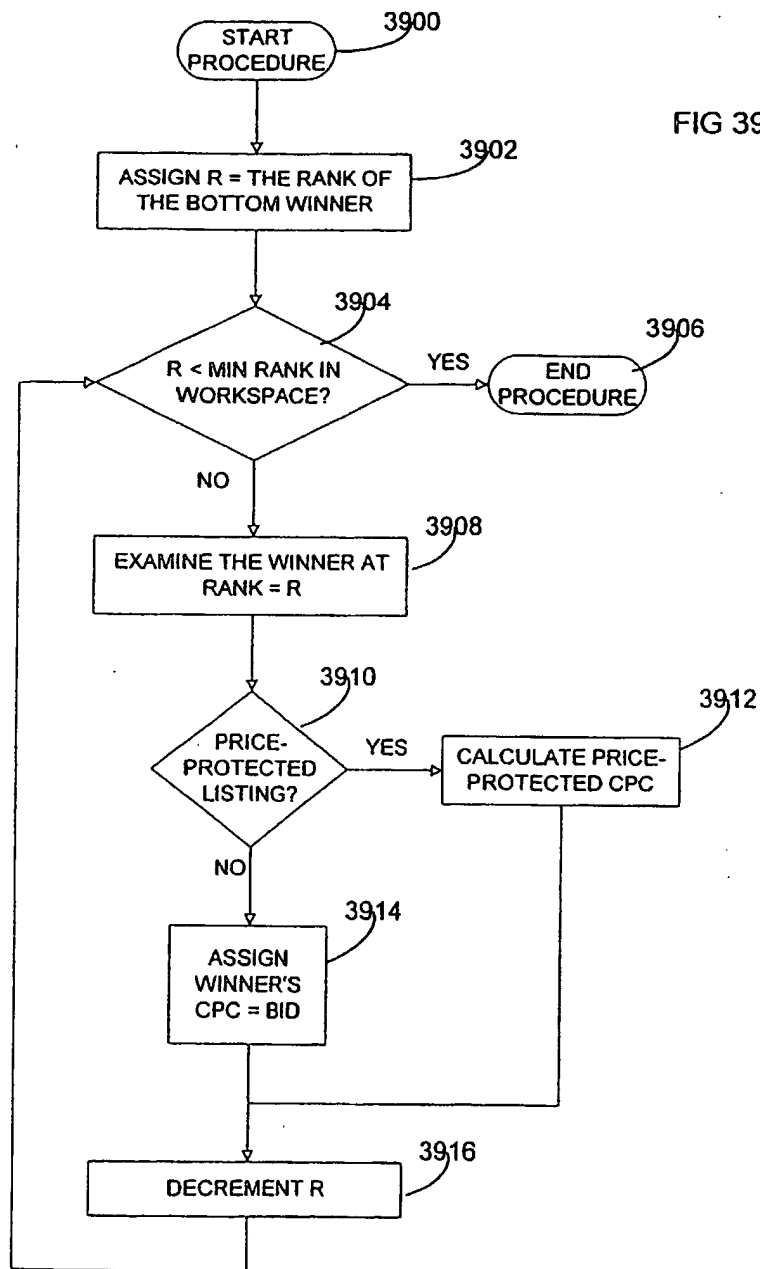 3900
START
PROCEDURE
FIG 39
3902
ASSIGN R = THE RANK OF
THE BOTTOM WINNER
3904
R < MIN RANK IN
WORKSPACE?
YES
3906
END
PROCEDURE
NO
3908
EXAMINE THE WINNER AT
RANK = R
3910
PRICE-
PROTECTED
LISTING?
YES
3912
CALCULATE PRICE-
PROTECTED CPC
NO
3914
ASSIGN
WINNER'S
CPC = BID
3916
DECREMENT R